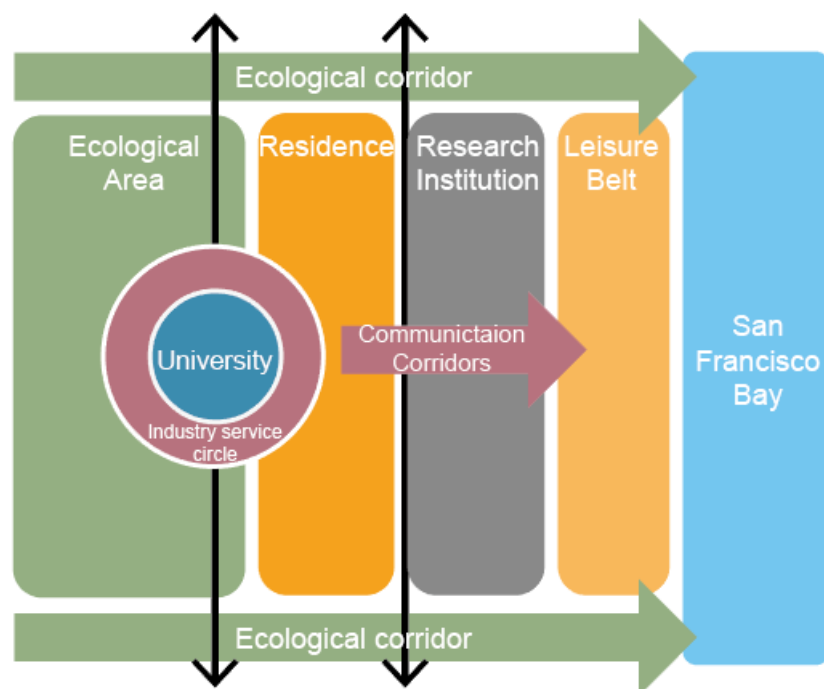 Ecological corridor
Ecological
Area
Residence
Research
Institution
Leisure
Belt
San
Francisco
Bay
University
Industry service
circle
Communictaion
Corridors
Ecological corridor